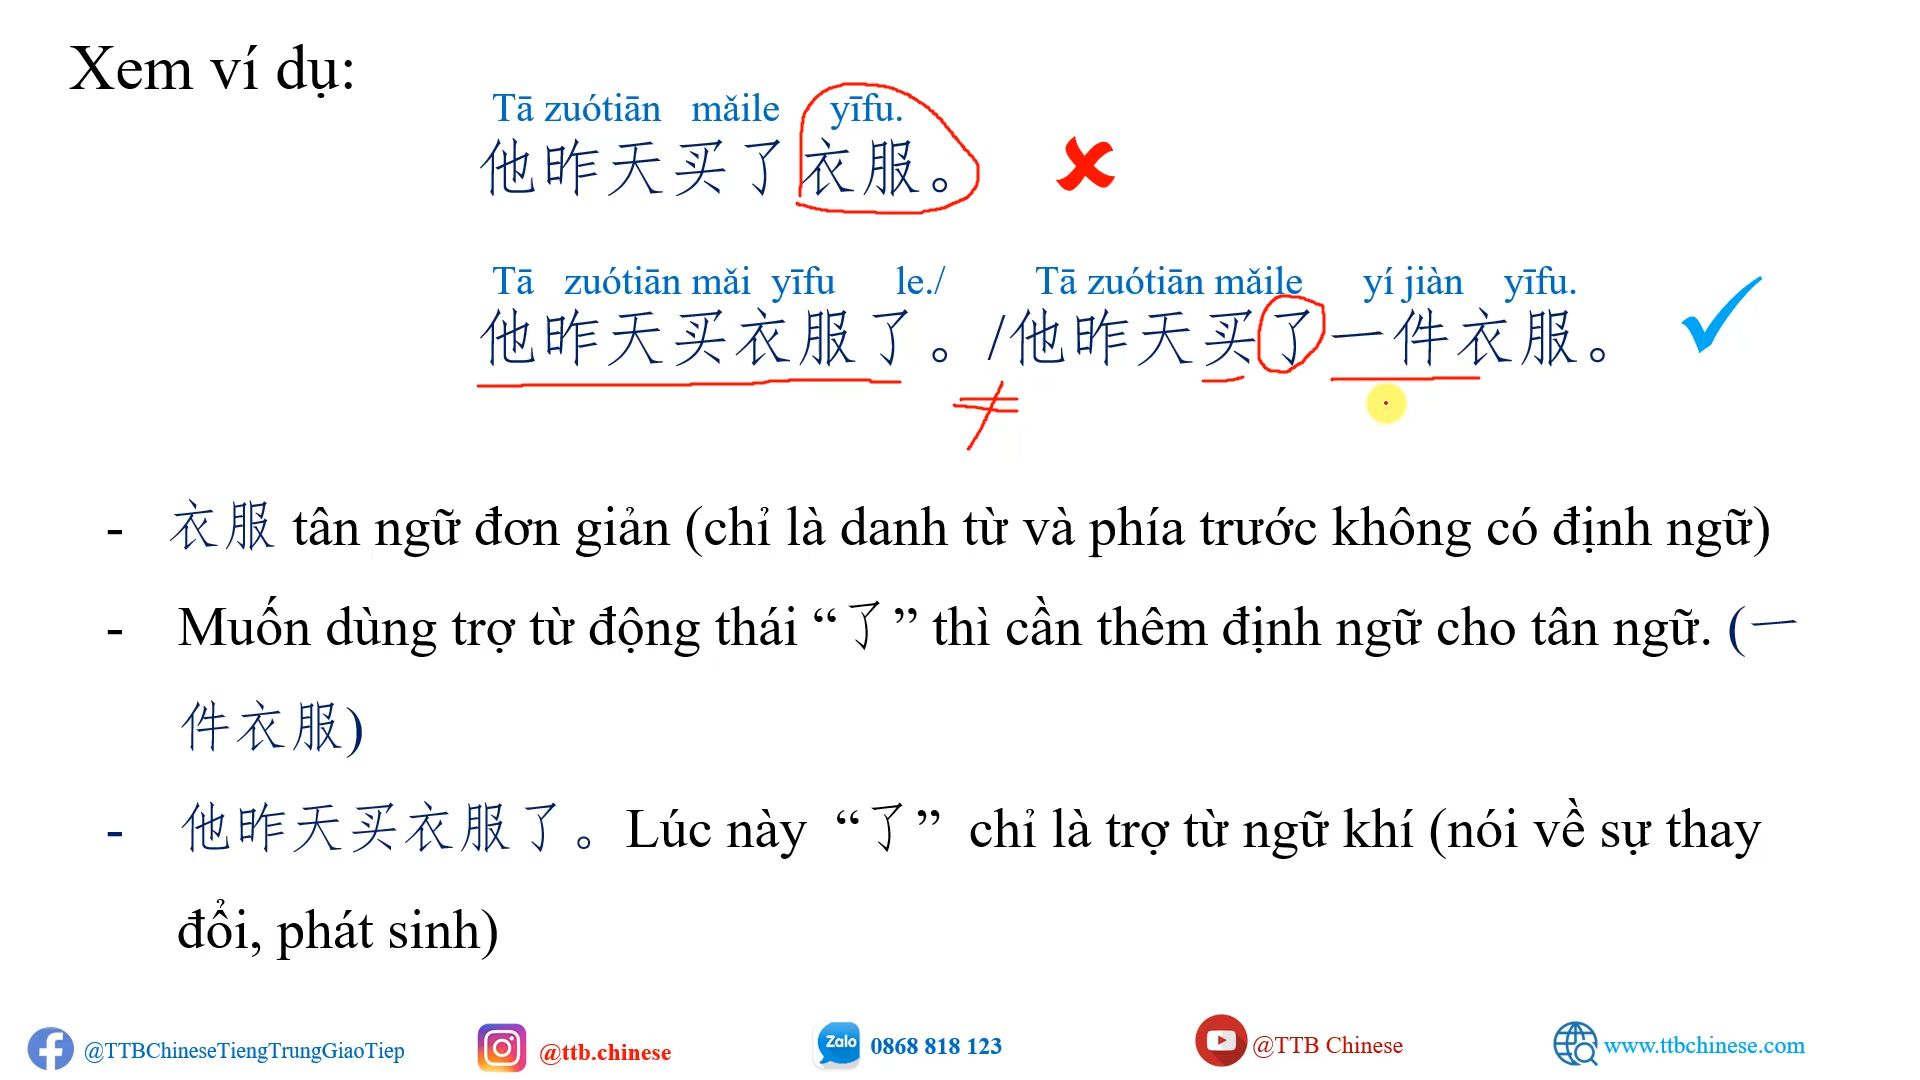 Xem ví dụ:
Tā zuótiān mǎile yīfu.
他昨天买了衣服。
Tā zuótiān mǎi yīfu le./ Tā zuótiān mǎile yí jiàn yīfu.
他昨天买衣服了。/他昨天买了一件衣服。
- 衣服 tân ngữ đơn giản (chỉ là danh từ và phía trước không có định ngữ)
- Muốn dùng trợ từ động thái “了” thì cần thêm định ngữ cho tân ngữ. (一
件衣服)
- 他昨天买衣服了。Lúc này “了” chỉ là trợ từ ngữ khí (nói về sự thay
đổi, phát sinh)
@TTBChineseTiengTrungGiaoTiep @ttb.chinese Zalo 0868 818 123 @TTB Chinese www.ttbchinese.com